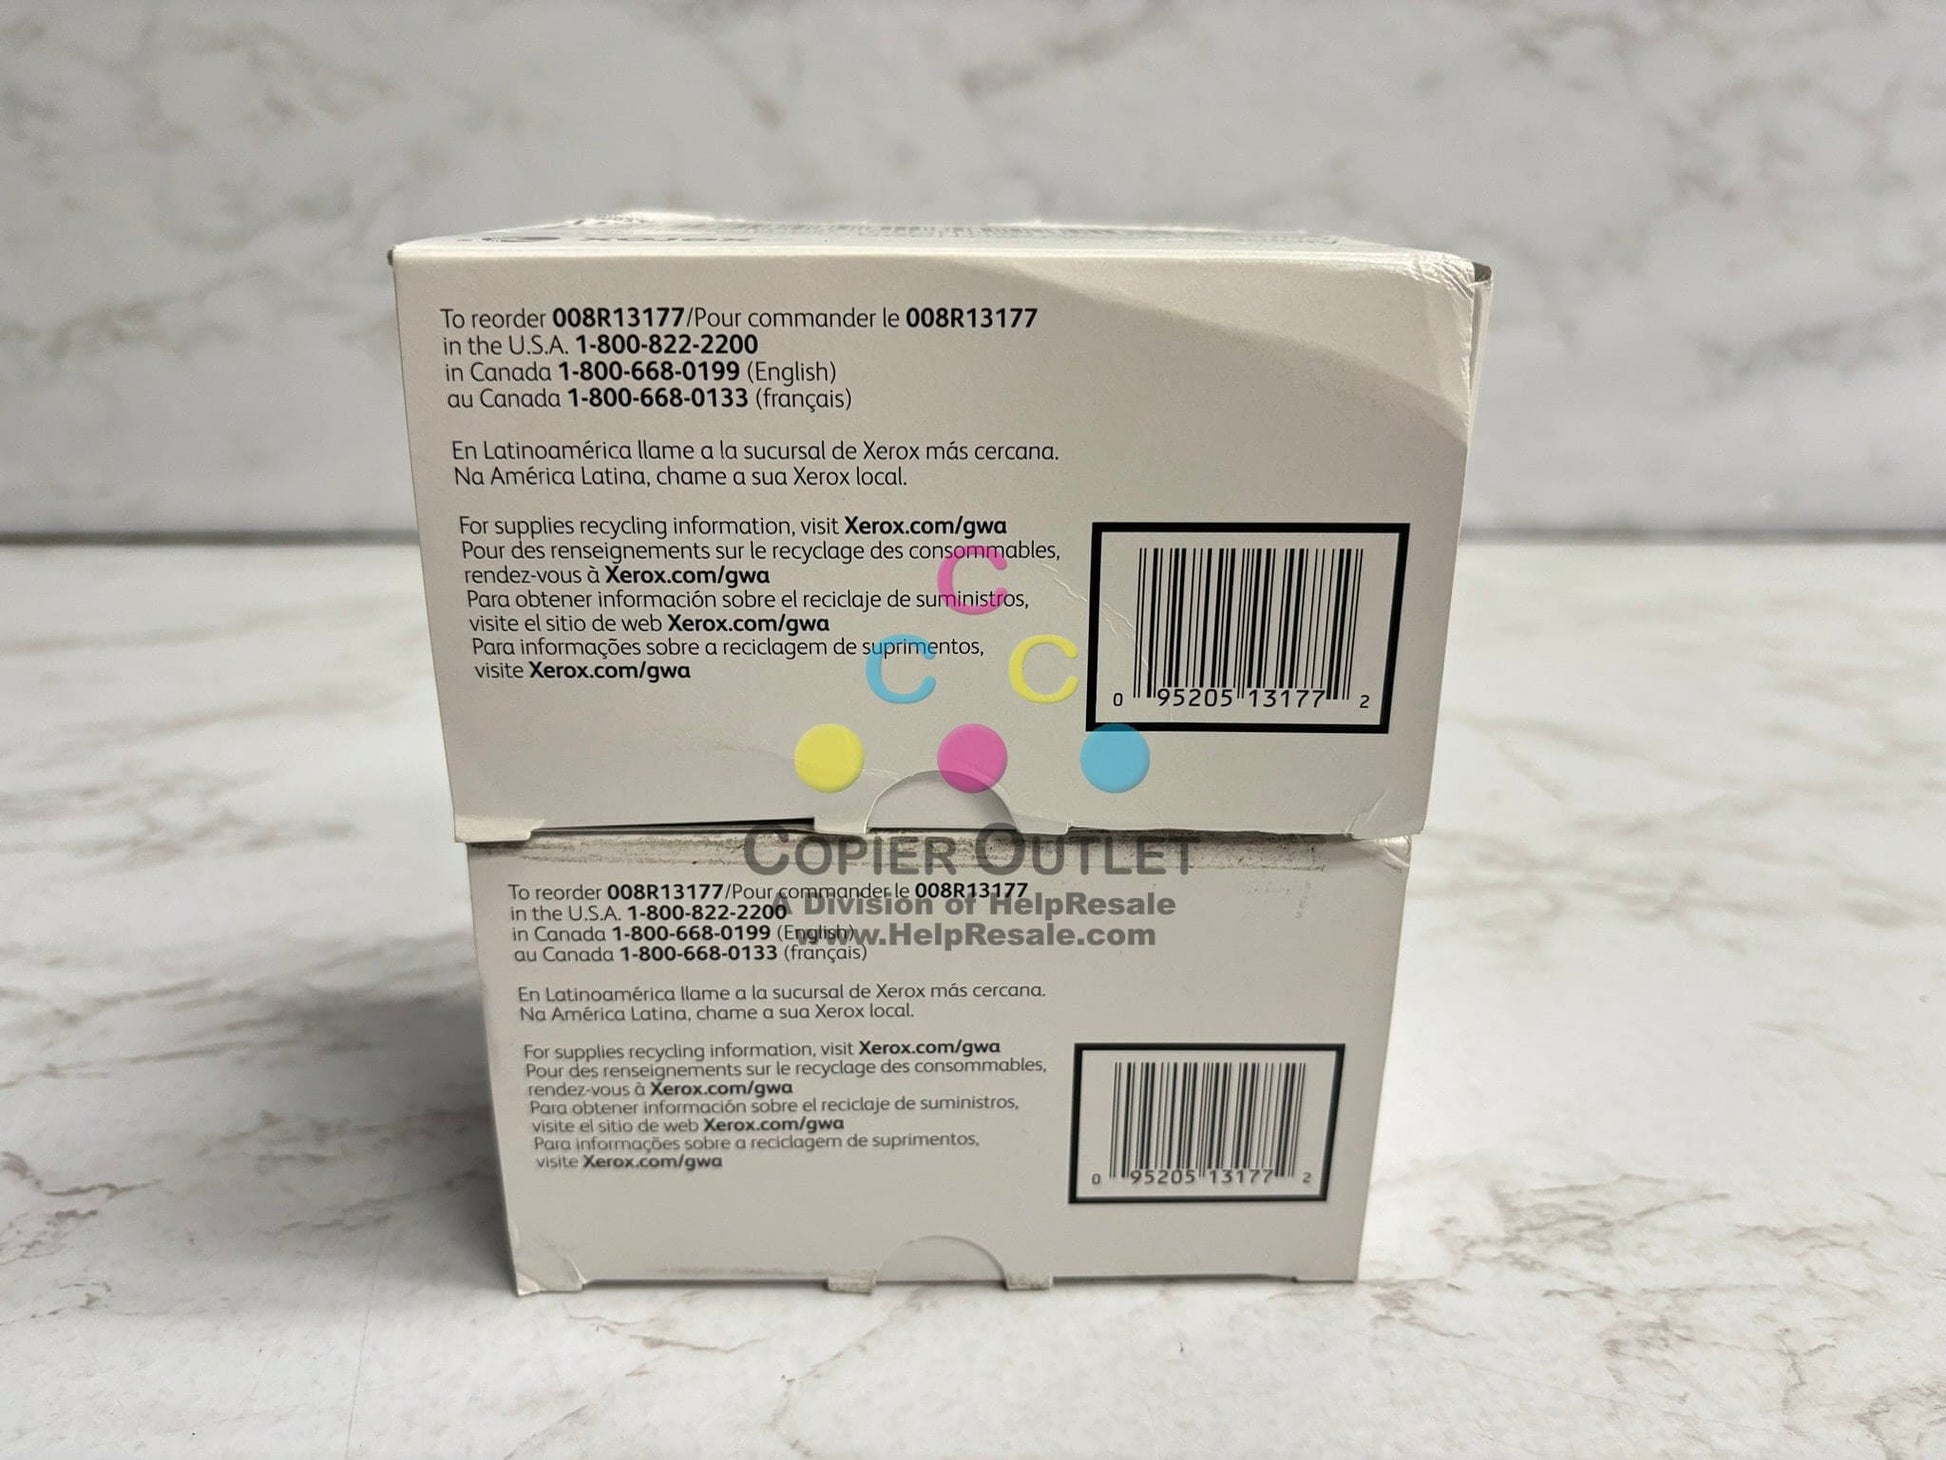 xerox
To reorder 008R13177/Pour commander le 008R13177
in the U.S.A. 1-800-822-2200
in Canada 1-800-668-0199 (English)
au Canada 1-800-668-0133 (français)
En Latinoamérica llame a la sucursal de Xerox más cercana.
Na América Latina, chame a sua Xerox local.
For supplies recycling information, visit Xerox.com/gwa
Pour des renseignements sur le recyclage des consommables,
rendez-vous à Xerox.com/gwa
Para obtener información sobre el reciclaje de suministros,
visite el sitio de web Xerox.com/gwa
Para informações sobre a reciclagem de suprimentos,
visite Xerox.com/gwa
0 95205 13177 2
C
C C
COPIER OUTLET
A Division of HelpResale
www.HelpResale.com
To reorder 008R13177/Pour commander le 008R13177
in the U.S.A. 1-800-822-2200
in Canada 1-800-668-0199 (English)
au Canada 1-800-668-0133 (français)
En Latinoamérica llame a la sucursal de Xerox más cercana.
Na América Latina, chame a sua Xerox local.
For supplies recycling information, visit Xerox.com/gwa
Pour des renseignements sur le recyclage des consommables,
rendez-vous à Xerox.com/gwa
Para obtener información sobre el reciclaje de suministros,
visite el sitio de web Xerox.com/gwa
Para informações sobre a reciclagem de suprimentos,
visite Xerox.com/gwa
0 95205 13177 2